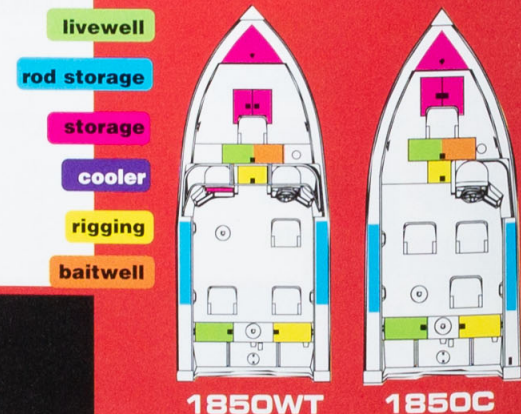 livewell
rod storage
storage
cooler
rigging
baitwell
1850WT
1850C